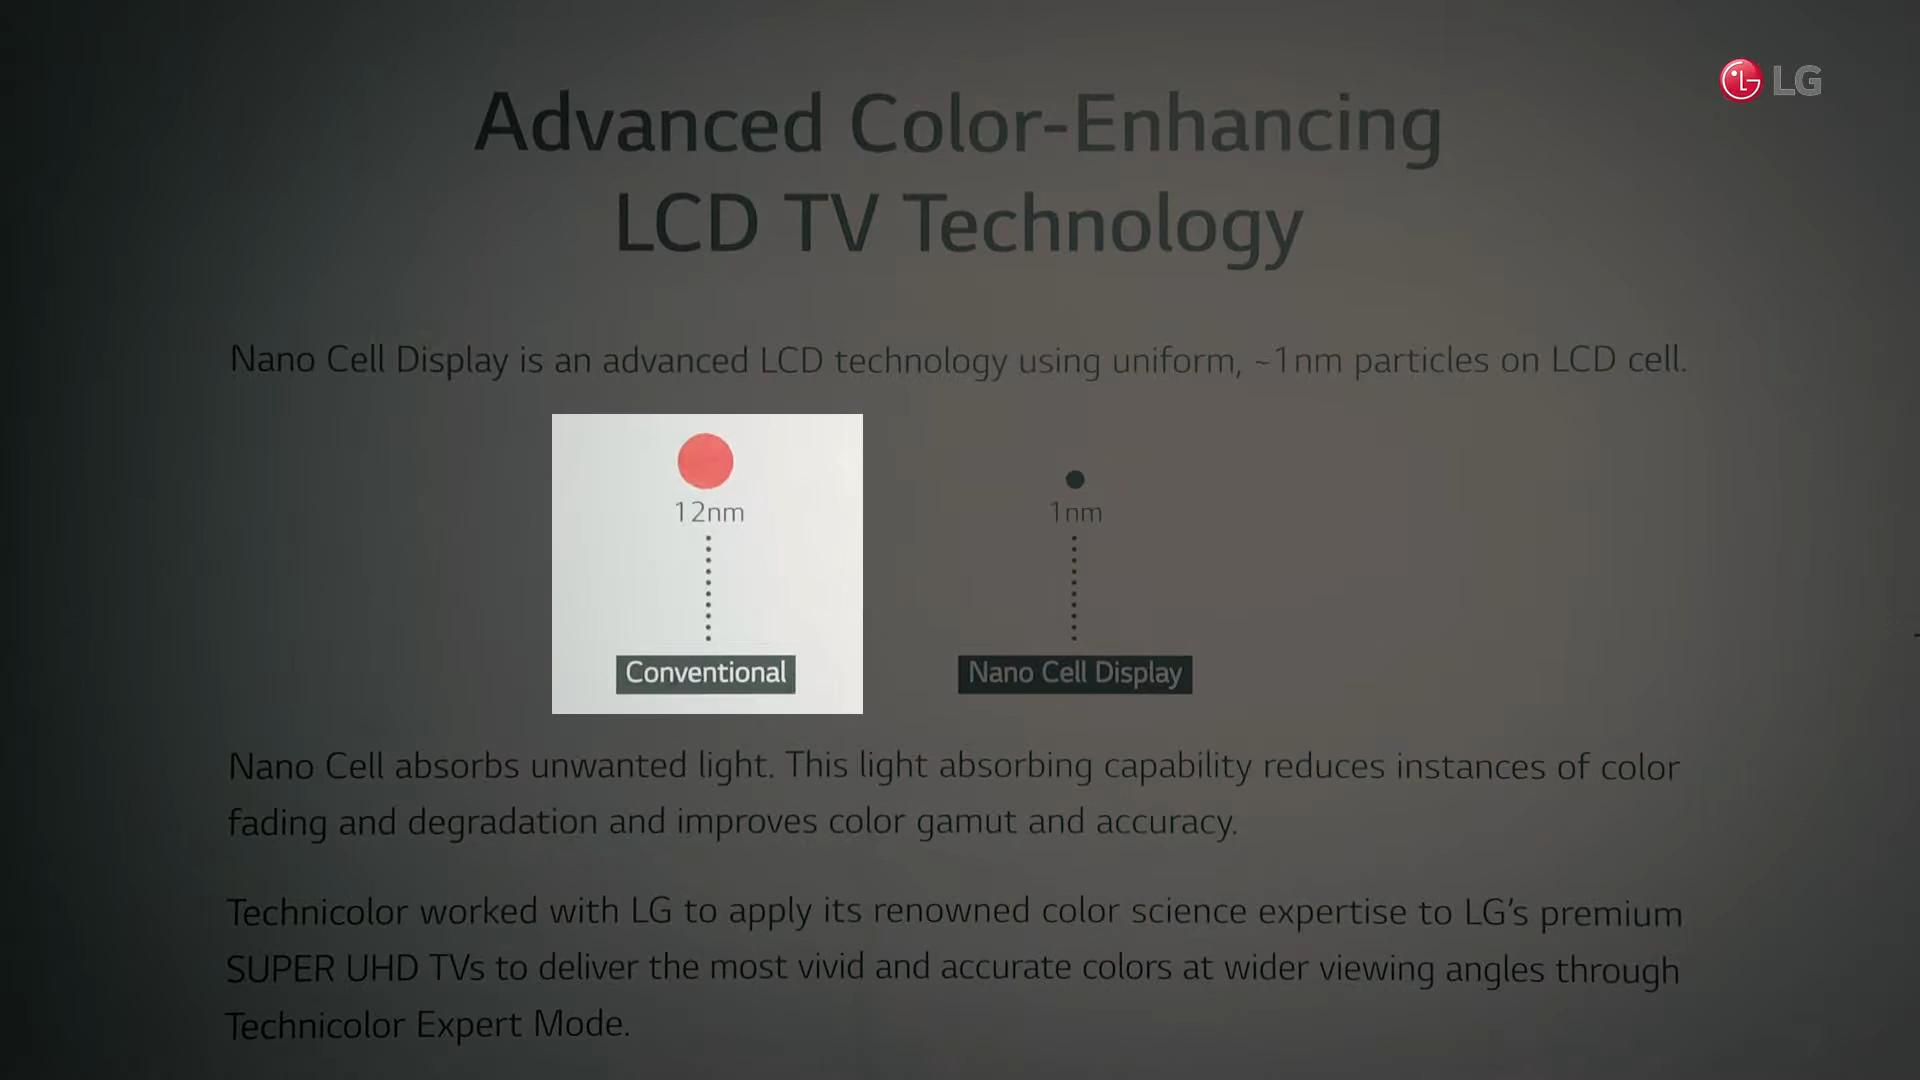 LG
Advanced Color-Enhancing
LCD TV Technology
Nano Cell Display is an advanced LCD technology using uniform, ~1nm particles on LCD cell.
12nm
1nm
Conventional
Nano Cell Display
Nano Cell absorbs unwanted light. This light absorbing capability reduces instances of color
fading and degradation and improves color gamut and accuracy.
Technicolor worked with LG to apply its renowned color science expertise to LG's premium
SUPER UHD TVs to deliver the most vivid and accurate colors at wider viewing angles through
Technicolor Expert Mode.